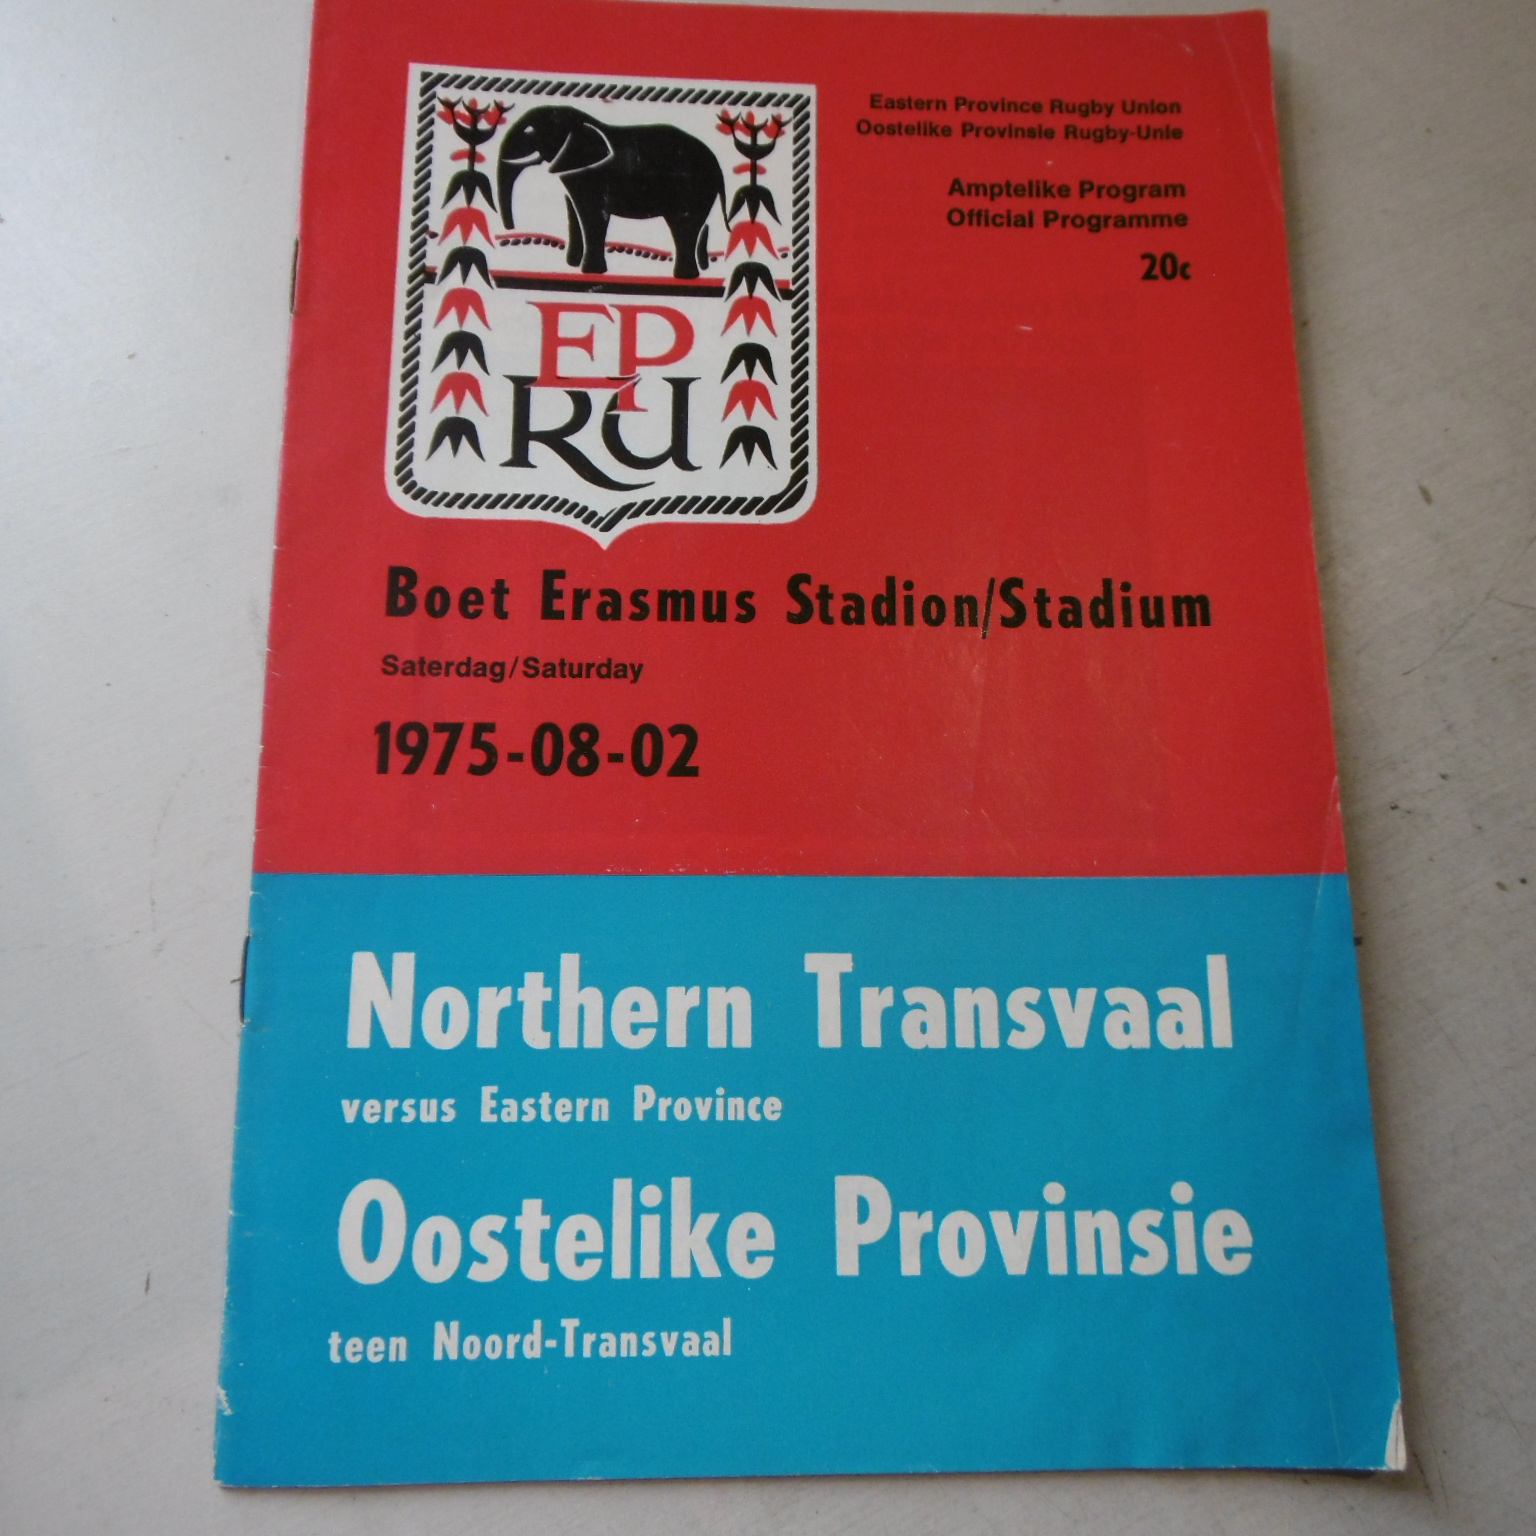 Eastern Province Rugby Union
Oostelike Provinsie Rugby-Unie
Amptelike Program
Official Programme
20c
EP
RU
Boet Erasmus Stadion/Stadium
Saterdag/Saturday
1975-08-02
Northern Transvaal
versus Eastern Province
Oostelike Provinsie
teen Noord-Transvaal